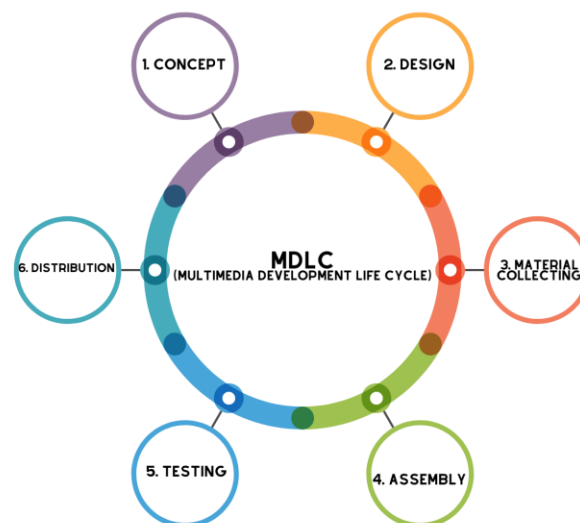 1. CONCEPT
2. DESIGN
3. MATERIAL
COLLECTING
4. ASSEMBLY
5. TESTING
6. DISTRIBUTION
MDLC
(MULTIMEDIA DEVELOPMENT LIFE CYCLE)